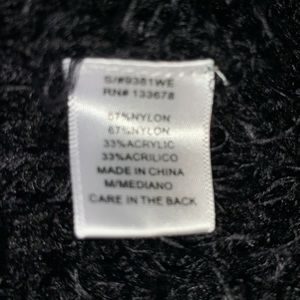 S/#9381WE
RN# 133678
67%NYLON
67%NYLON
33%ACRYLIC
33%ACRILICO
MADE IN CHINA
M/MEDIANO
CARE IN THE BACK